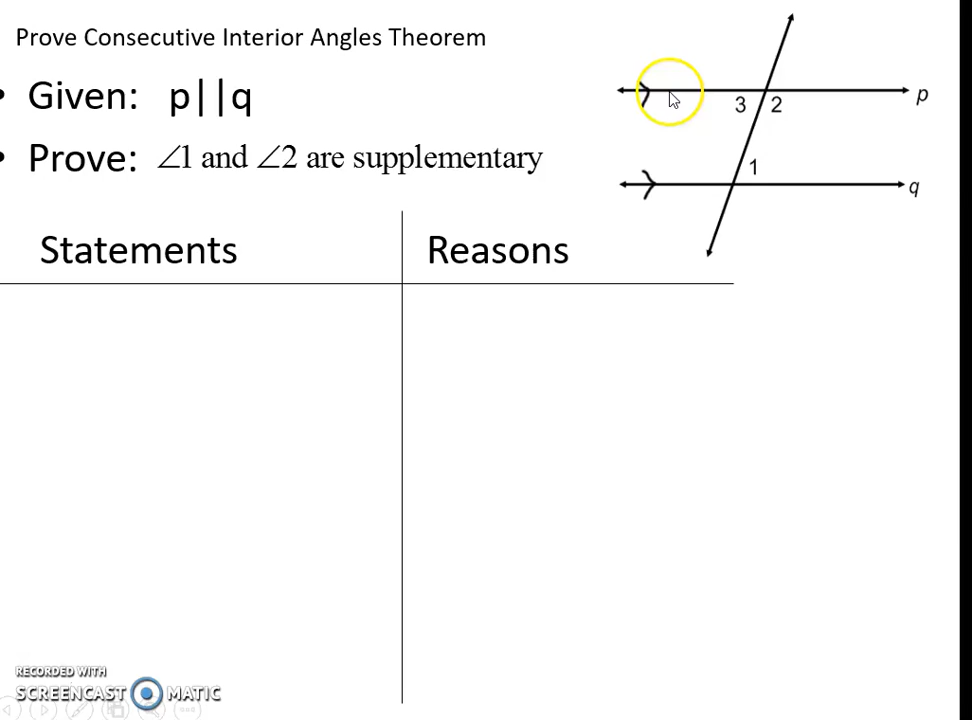 Prove Consecutive Interior Angles Theorem
• Given: p||q
• Prove: ∠1 and ∠2 are supplementary
p
3 2
1
q
Statements Reasons
RECORDED WITH
SCREENCAST MATIC